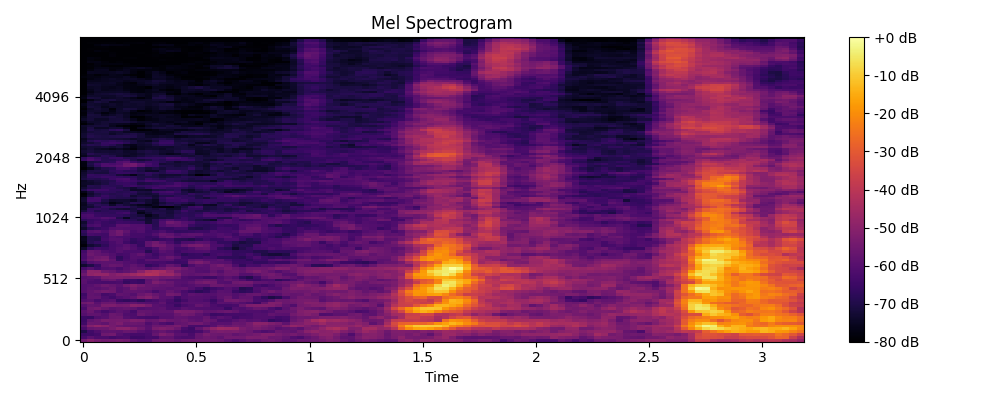 Mel Spectrogram
+0 dB
-10 dB
-20 dB
-30 dB
-40 dB
-50 dB
-60 dB
-70 dB
-80 dB
4096
2048
1024
512
0
Hz
0
0.5
1
1.5
2
2.5
3
Time